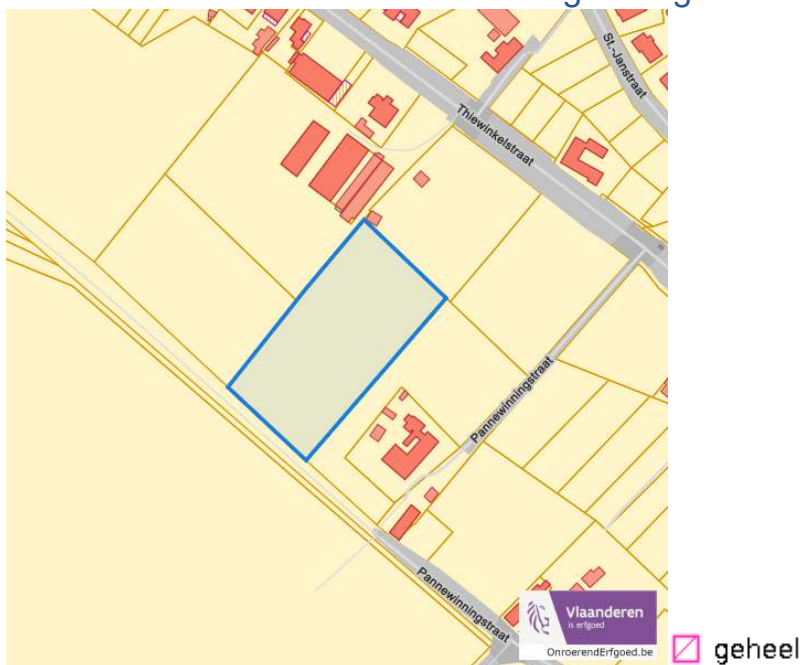 St.-Janstraat
Thiewinkelstraat
Pannewinningstraat
Pannewinningstraat
Vlaanderen
is erfgoed
OnroerendErfgoed.be
geheel